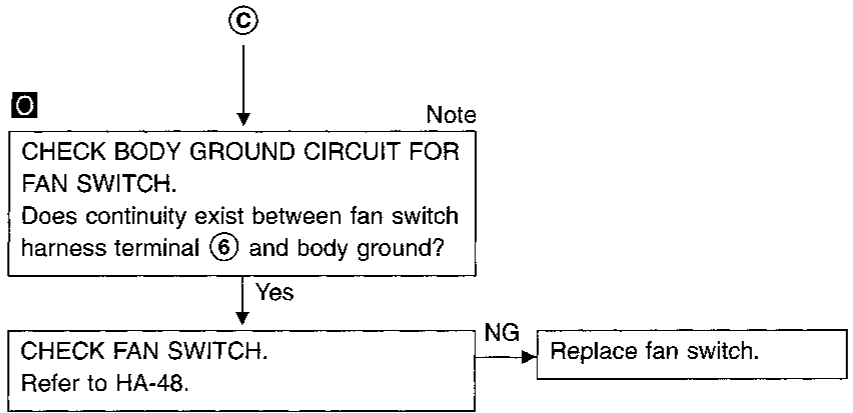 Ⓒ
O
Note
CHECK BODY GROUND CIRCUIT FOR
FAN SWITCH.
Does continuity exist between fan switch
harness terminal ⑥ and body ground?
Yes
CHECK FAN SWITCH.
Refer to HA-48.
NG
Replace fan switch.